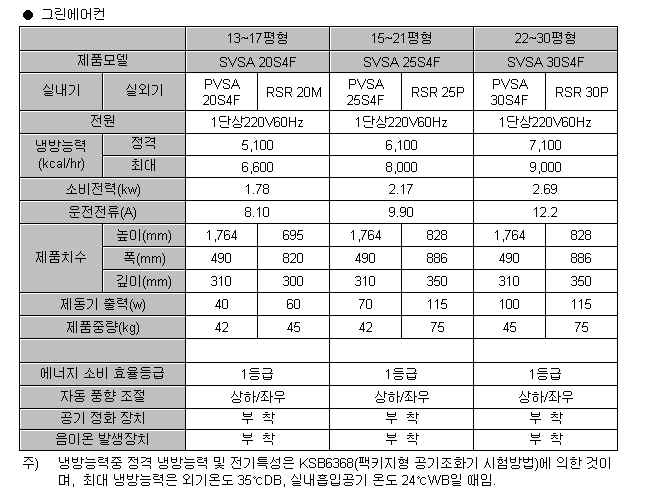 ● 그린에어컨
13~17평형 15~21평형 22~30평형
제품모델 SVSA 20S4F SVSA 25S4F SVSA 30S4F
실내기 실외기 PVSA 20S4F RSR 20M PVSA 25S4F RSR 25P PVSA 30S4F RSR 30P
전원 1단상220V60Hz 1단상220V60Hz 1단상220V60Hz
냉방능력 (kcal/hr) 정격 5,100 6,100 7,100
최대 6,600 8,000 9,000
소비전력(kw) 1.78 2.17 2.69
운전전류(A) 8.10 9.90 12.2
제품치수 높이(mm) 1,764 695 1,764 828 1,764 828
폭(mm) 490 820 490 886 490 886
깊이(mm) 310 300 310 350 310 350
제동기 출력(w) 40 60 70 115 100 115
제품중량(kg) 42 45 42 75 45 75
에너지 소비 효율등급 1등급 1등급 1등급
자동 풍향 조절 상하/좌우 상하/좌우 상하/좌우
공기 정화 장치 부 착 부 착 부 착
음이온 발생장치 부 착 부 착 부 착
주) 냉방능력중 정격 냉방능력 및 전기특성은 KSB6368(팩키지형 공기조화기 시험방법)에 의한 것이
며, 최대 냉방능력은 외기온도 35℃DB, 실내흡입공기 온도 24℃WB일 때임.